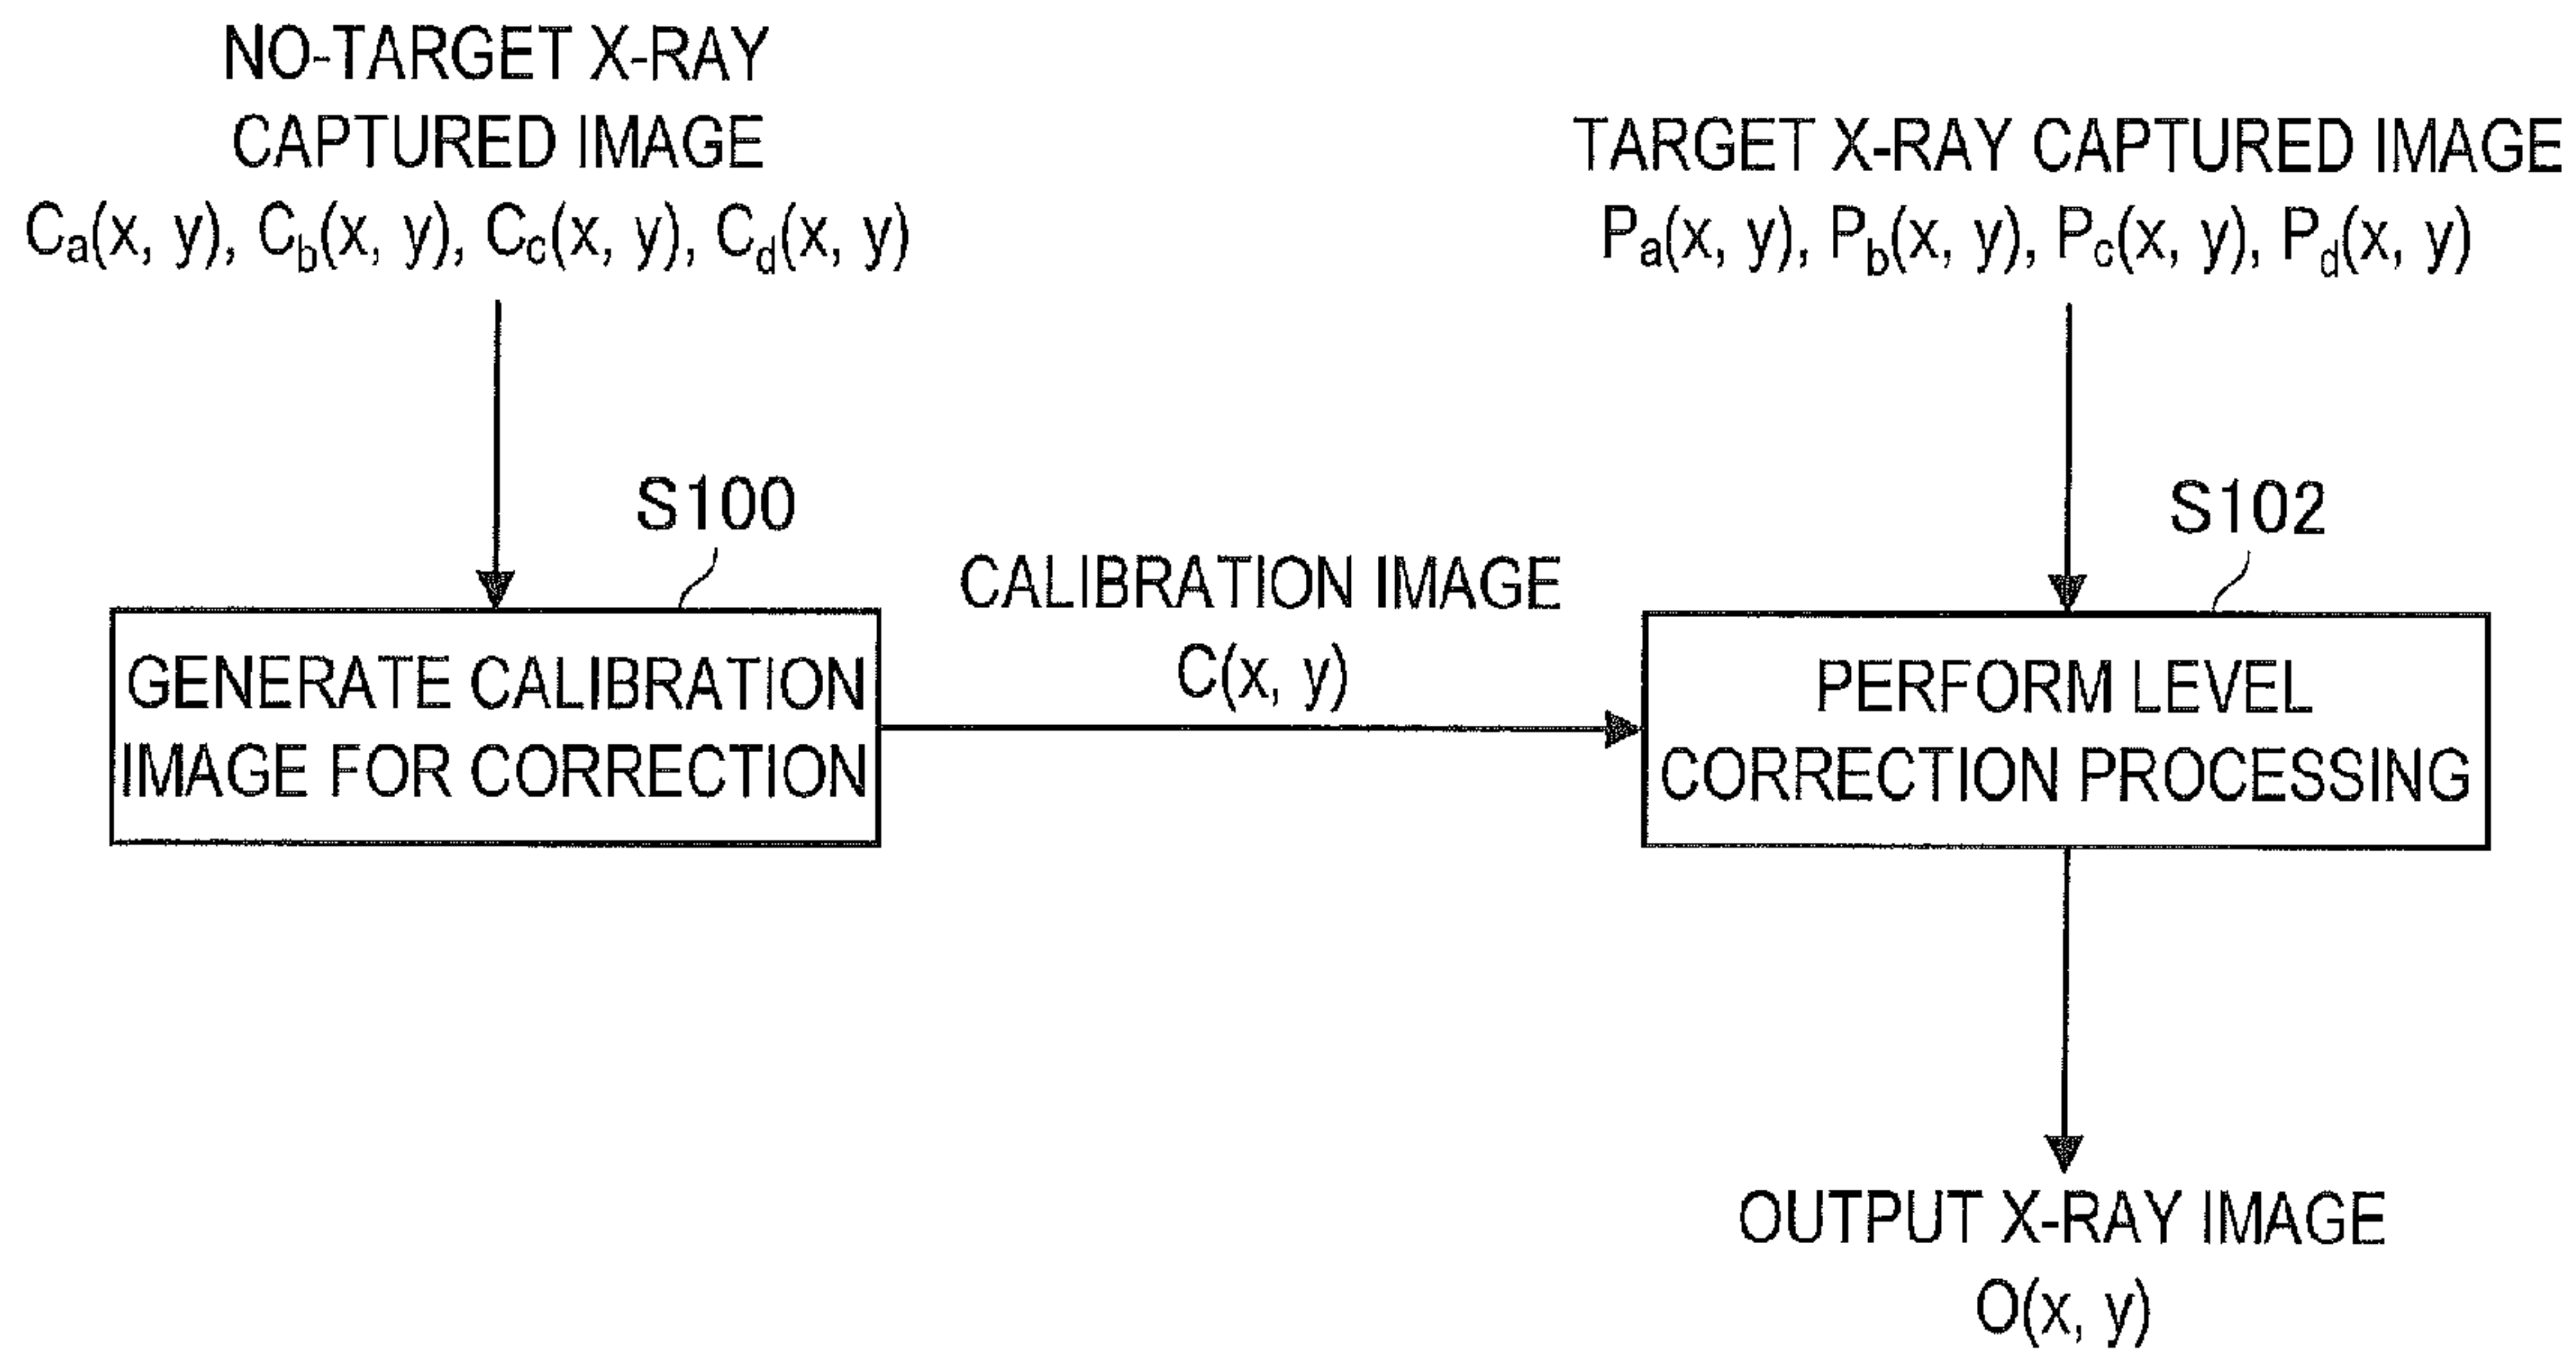 NO-TARGET X-RAY
CAPTURED IMAGE
Ca(x, y), Cb(x, y), Cc(x, y), Cd(x, y)
TARGET X-RAY CAPTURED IMAGE
Pa(x, y), Pb(x, y), Pc(x, y), Pd(x, y)
S100
GENERATE CALIBRATION
IMAGE FOR CORRECTION
CALIBRATION IMAGE
C(x, y)
S102
PERFORM LEVEL
CORRECTION PROCESSING
OUTPUT X-RAY IMAGE
O(x, y)